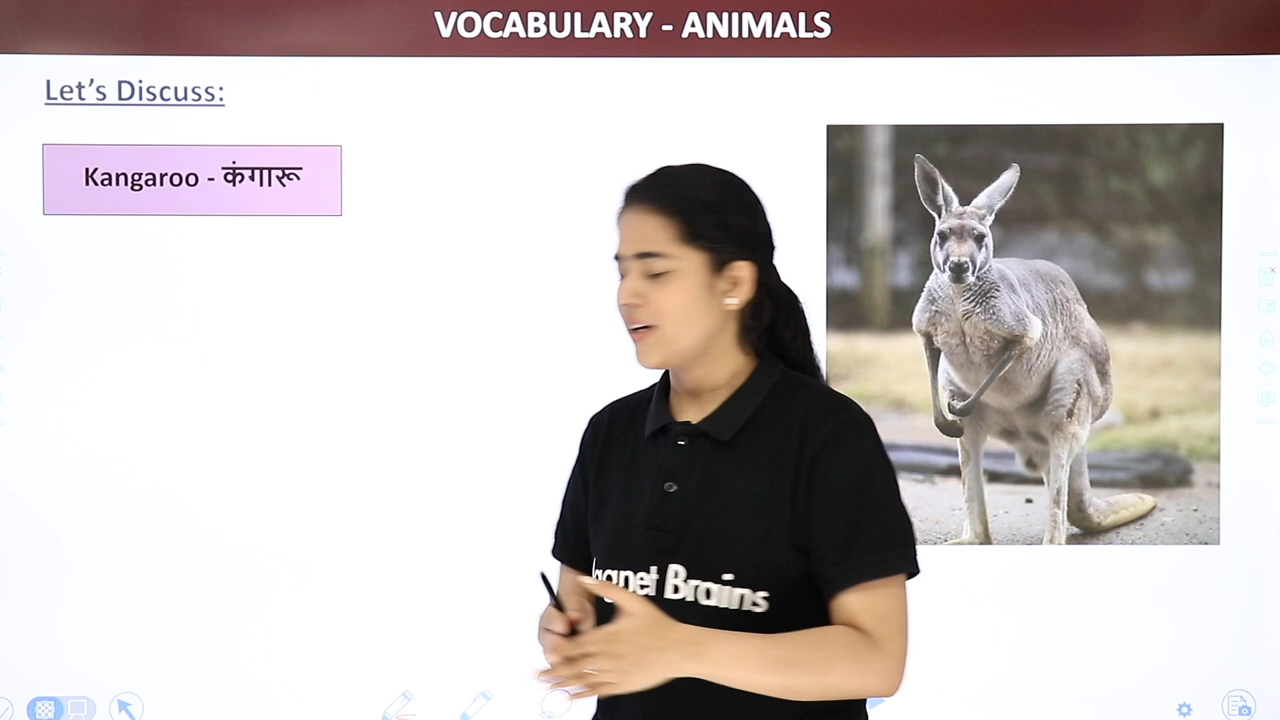 VOCABULARY - ANIMALS
Let's Discuss:
Kangaroo - कंगारू
Brains